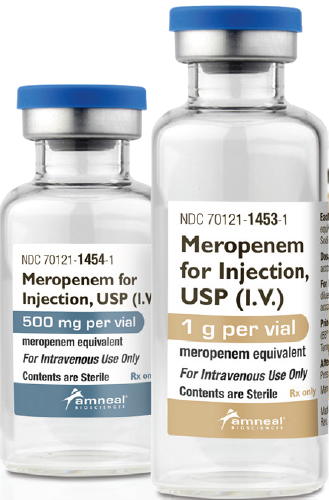 NDC 70121-1454-1
Meropenem for
Injection, USP (I.V.
500 mg per vial
meropenem equivalent
For Intravenous Use Only
Contents are Sterile Rx only
amneal
BIOSCIENCES
NDC 70121-1453-1
Meropenem
for Injection,
USP (I.V.)
1 g per vial
meropenem equivalent
For Intravenous Use Only
Contents are Sterile Rx only
amneal
BIOSCIENCES